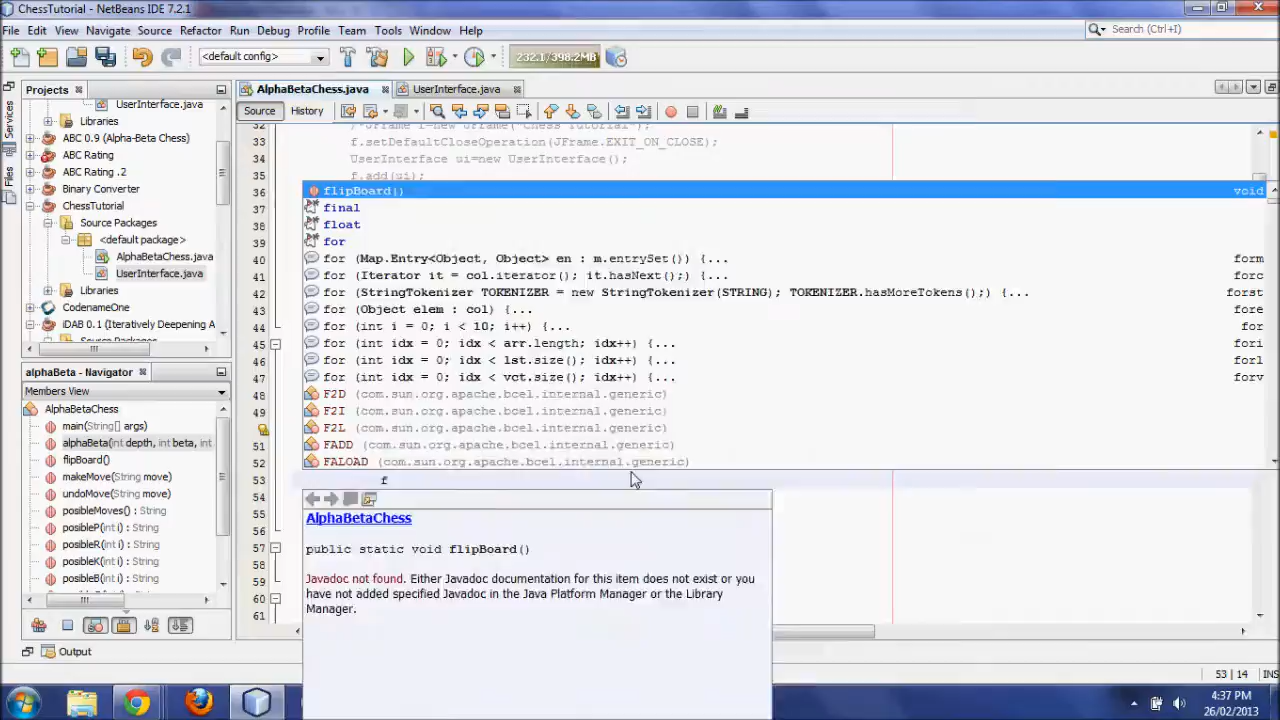 ChessTutorial - NetBeans IDE 7.2.1
File Edit View Navigate Source Refactor Run Debug Profile Team Tools Window Help
Search (Ctrl+I)
<default config>
232.1/398.2MB
Projects
AlphaBetaChess.java
UserInterface.java
Source
History
UserInterface.java
Libraries
ABC 0.9 (Alpha-Beta Chess)
ABC Rating
ABC Rating .2
Binary Converter
ChessTutorial
Source Packages
<default package>
AlphaBetaChess.java
UserInterface.java
Libraries
CodenameOne
iDAB 0.1 (Iteratively Deepening A
Source Packages
alphaBeta - Navigator
Members View
AlphaBetaChess
main(String[] args)
alphaBeta(int depth, int beta, int
flipBoard()
makeMove(String move)
undoMove(String move)
posibleMoves() : String
posibleP(int i) : String
posibleR(int i) : String
posibleK(int i) : String
posibleB(int i) : String
32 }*JFrame f=new JFrame("Chess Tutorial");
33 f.setDefaultCloseOperation(JFrame.EXIT_ON_CLOSE);
34 UserInterface ui=new UserInterface();
35 f.add(ui);
36 flipBoard() void
37 final
38 float
39 for
40 for (Map.Entry<Object, Object> en : m.entrySet()) {... form
41 for (Iterator it = col.iterator(); it.hasNext();) {... forc
42 for (StringTokenizer TOKENIZER = new StringTokenizer(STRING); TOKENIZER.hasMoreTokens();) {... forst
43 for (Object elem : col) {... fore
44 for (int i = 0; i < 10; i++) {... for
45 for (int idx = 0; idx < arr.length; idx++) {... fori
46 for (int idx = 0; idx < lst.size(); idx++) {... forl
47 for (int idx = 0; idx < vct.size(); idx++) {... forv
48 F2D (com.sun.org.apache.bcel.internal.generic)
49 F2I (com.sun.org.apache.bcel.internal.generic)
F2L (com.sun.org.apache.bcel.internal.generic)
51 FADD (com.sun.org.apache.bcel.internal.generic)
52 FALOAD (com.sun.org.apache.bcel.internal.generic)
53 f
54
55
56
57
58
59
60
61
AlphaBetaChess
public static void flipBoard()
Javadoc not found. Either Javadoc documentation for this item does not exist or you
have not added specified Javadoc in the Java Platform Manager or the Library
Manager.
Output
53 | 14 INS
4:37 PM
26/02/2013